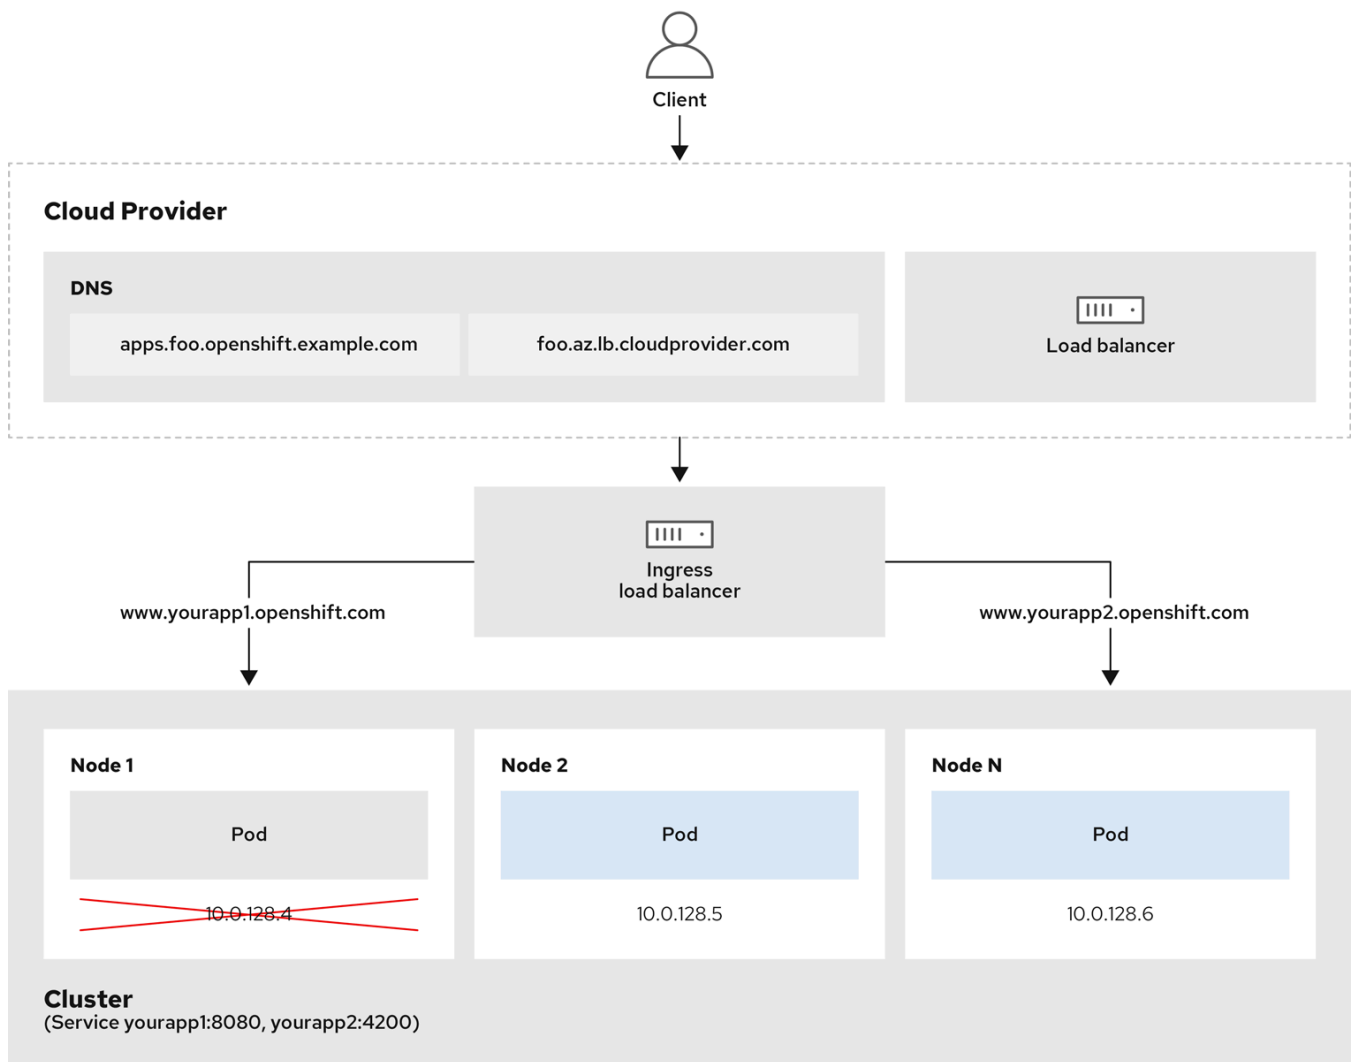 Client
Cloud Provider
DNS
apps.foo.openshift.example.com
foo.az.lb.cloudprovider.com
Load balancer
Ingress
load balancer
www.yourapp1.openshift.com
www.yourapp2.openshift.com
Node 1
Pod
10.0.128.4
Node 2
Pod
10.0.128.5
Node N
Pod
10.0.128.6
Cluster
(Service yourapp1:8080, yourapp2:4200)